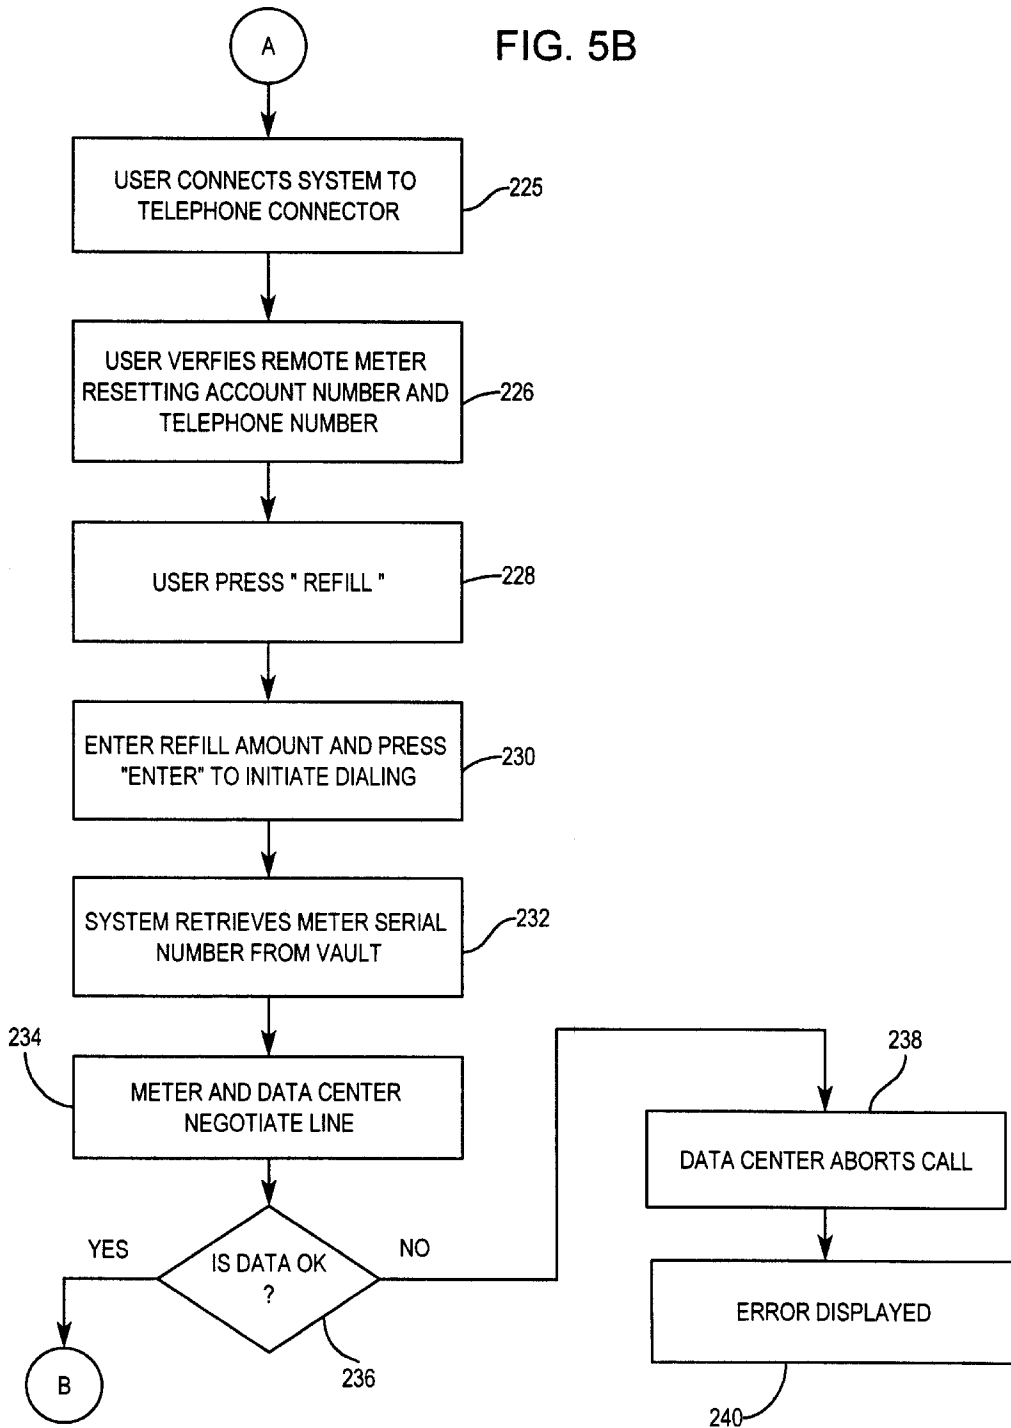 A
FIG. 5B
USER CONNECTS SYSTEM TO
TELEPHONE CONNECTOR
225
USER VERFIES REMOTE METER
RESETTING ACCOUNT NUMBER AND
TELEPHONE NUMBER
226
USER PRESS " REFILL "
228
ENTER REFILL AMOUNT AND PRESS
"ENTER" TO INITIATE DIALING
230
SYSTEM RETRIEVES METER SERIAL
NUMBER FROM VAULT
232
234
METER AND DATA CENTER
NEGOTIATE LINE
238
DATA CENTER ABORTS CALL
YES
IS DATA OK
?
NO
236
ERROR DISPLAYED
240
B